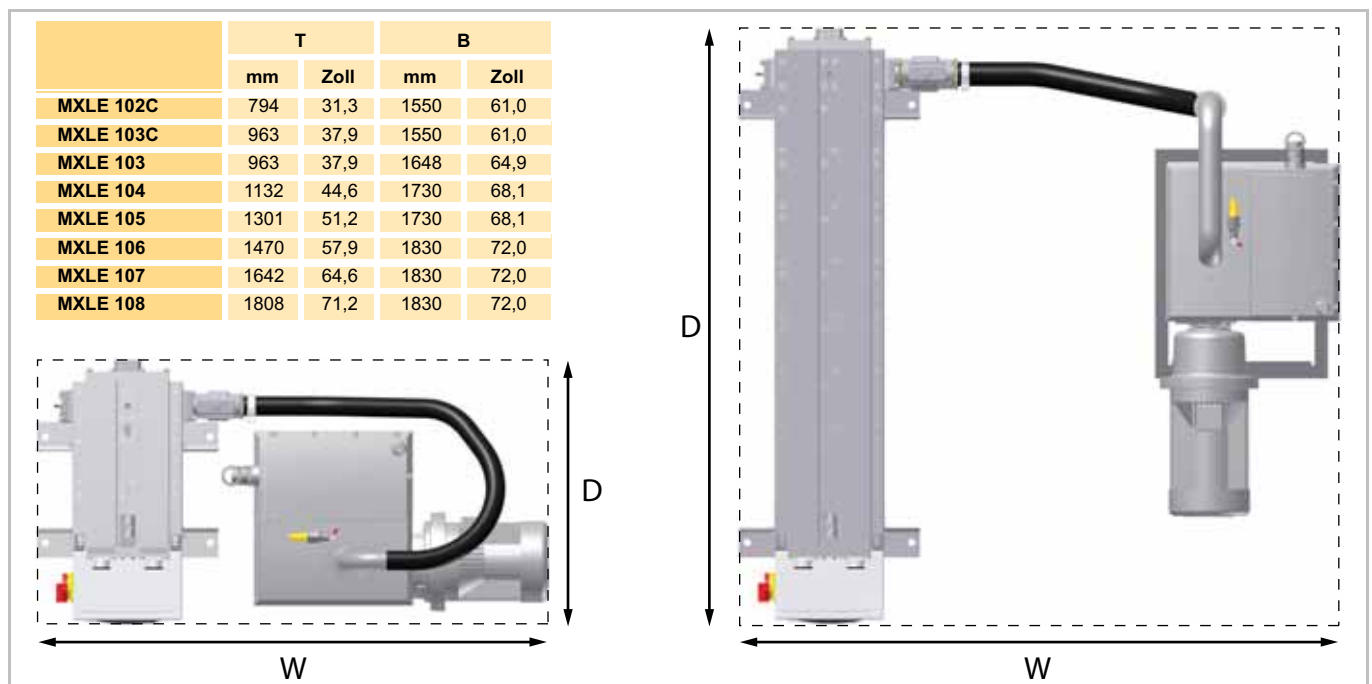 T B
mm Zoll mm Zoll
MXLE 102C 794 31,3 1550 61,0
MXLE 103C 963 37,9 1550 61,0
MXLE 103 963 37,9 1648 64,9
MXLE 104 1132 44,6 1730 68,1
MXLE 105 1301 51,2 1730 68,1
MXLE 106 1470 57,9 1830 72,0
MXLE 107 1642 64,6 1830 72,0
MXLE 108 1808 71,2 1830 72,0
D
W
D
W